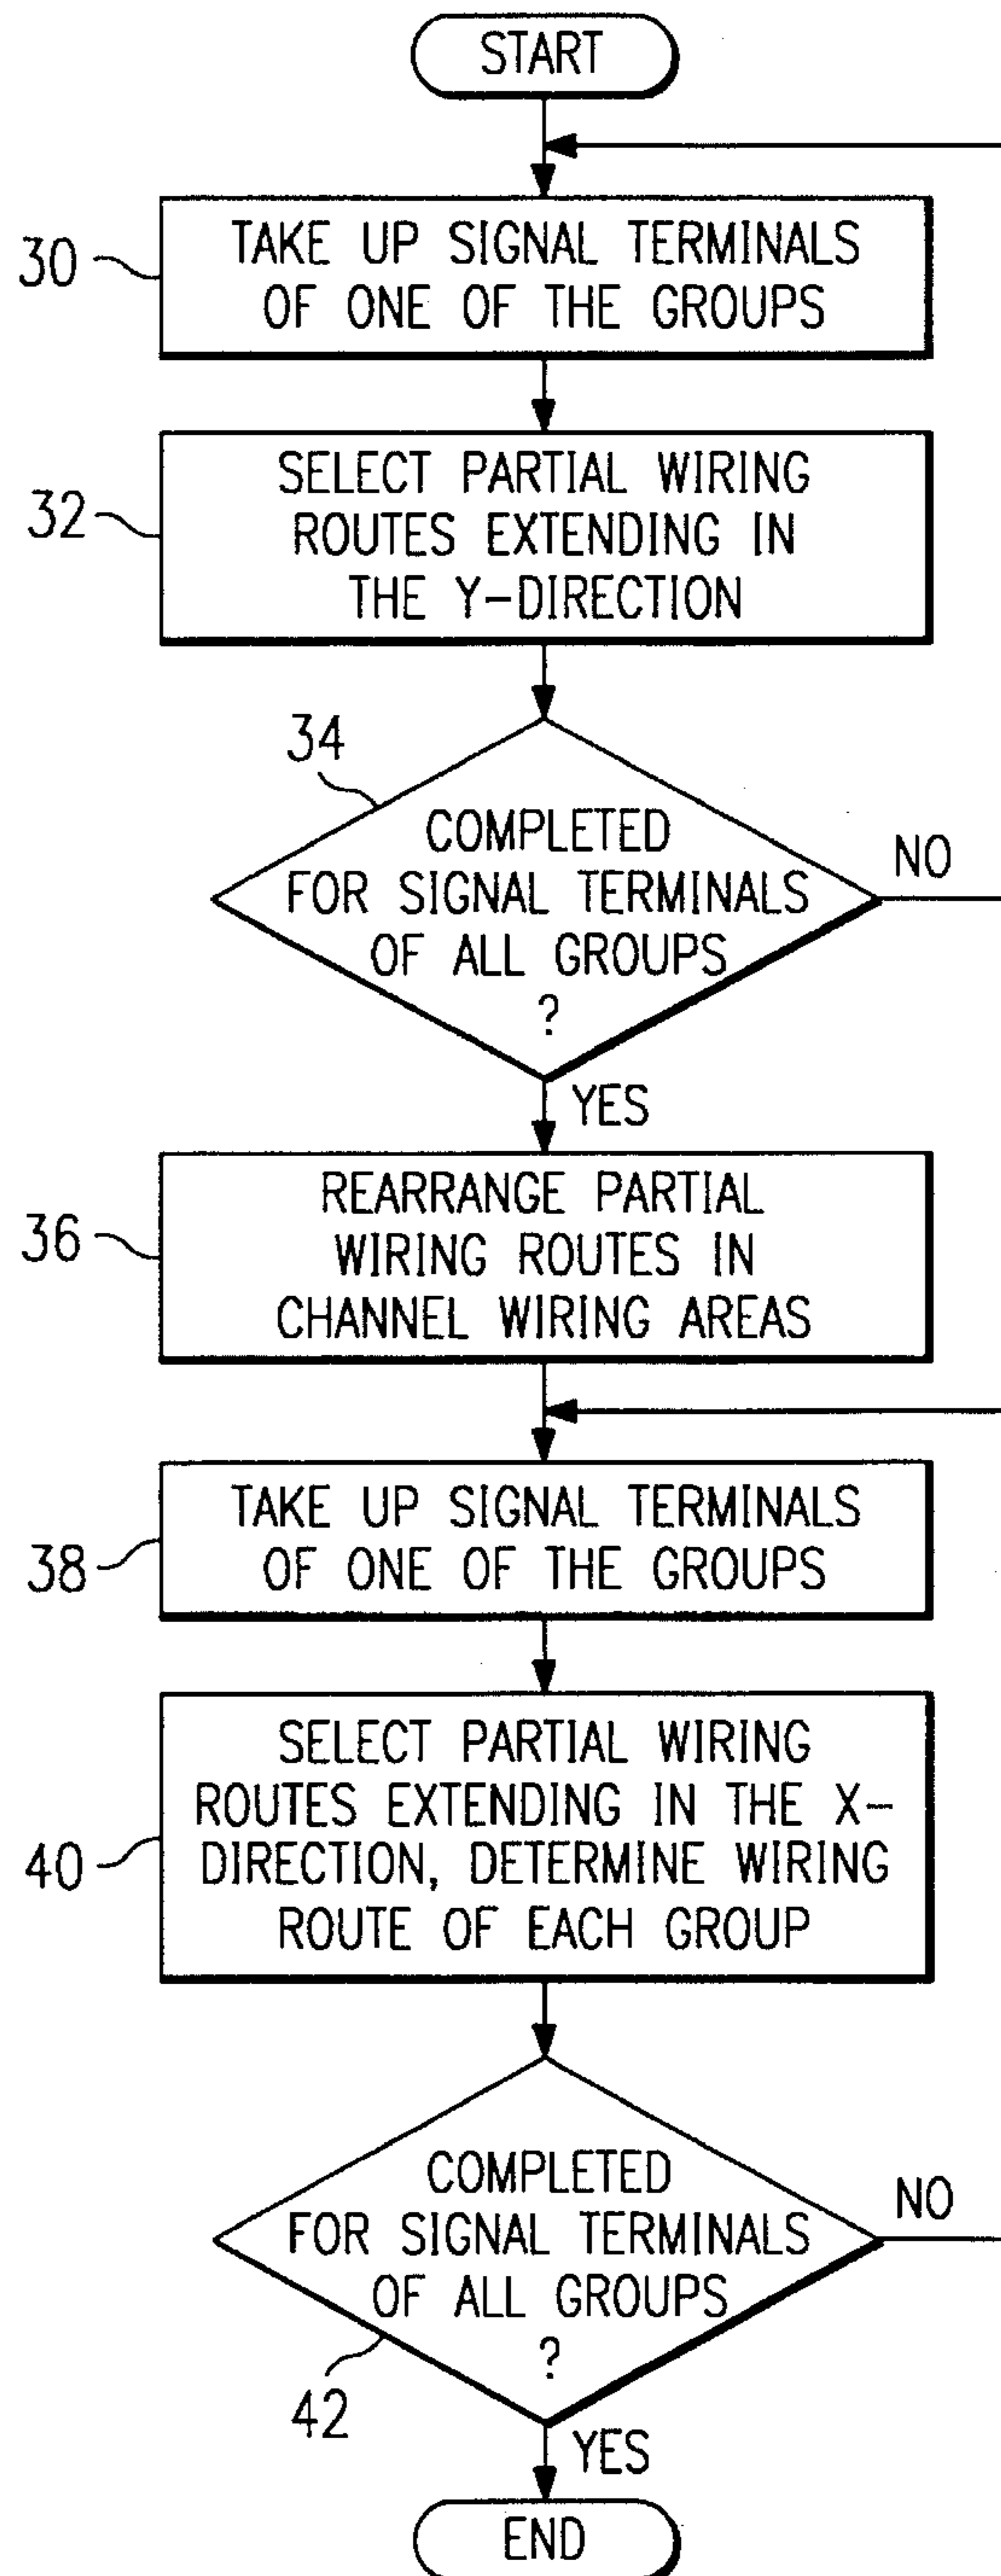 START
30
TAKE UP SIGNAL TERMINALS
OF ONE OF THE GROUPS
32
SELECT PARTIAL WIRING
ROUTES EXTENDING IN
THE Y-DIRECTION
34
COMPLETED
FOR SIGNAL TERMINALS
OF ALL GROUPS
?
NO
YES
36
REARRANGE PARTIAL
WIRING ROUTES IN
CHANNEL WIRING AREAS
38
TAKE UP SIGNAL TERMINALS
OF ONE OF THE GROUPS
40
SELECT PARTIAL WIRING
ROUTES EXTENDING IN THE X-
DIRECTION, DETERMINE WIRING
ROUTE OF EACH GROUP
COMPLETED
FOR SIGNAL TERMINALS
OF ALL GROUPS
?
NO
42
YES
END